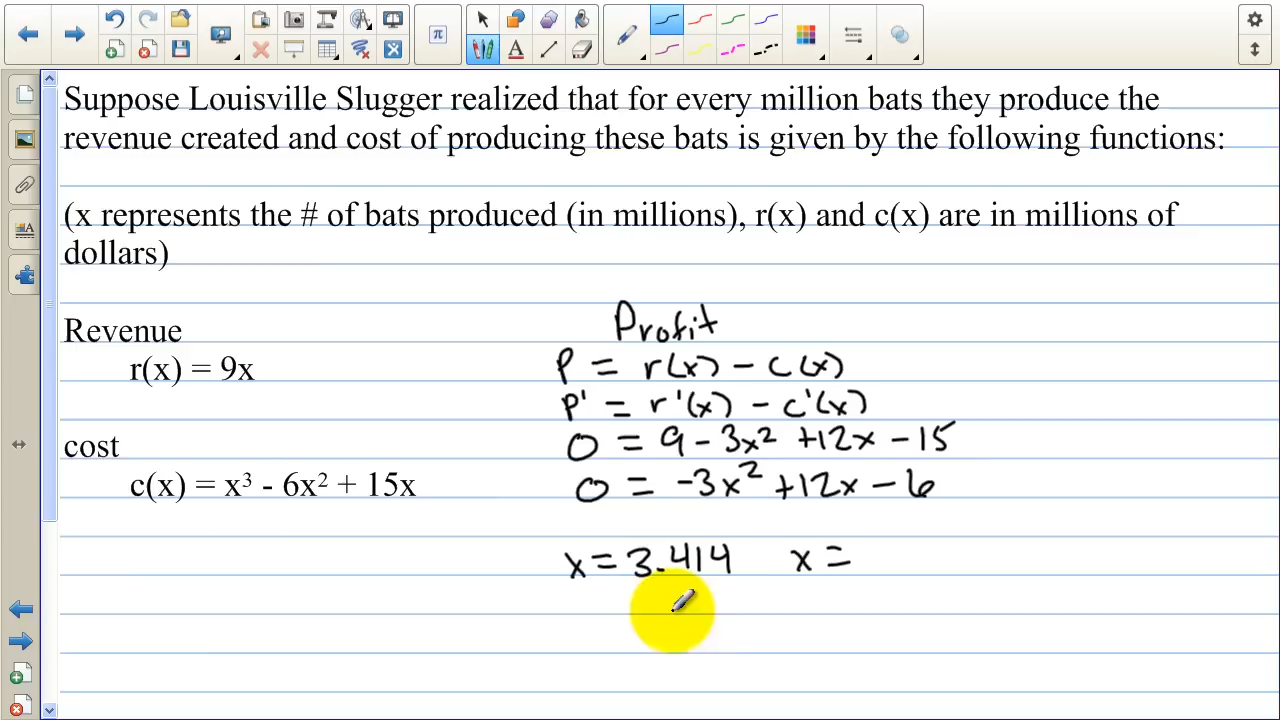 π
A
Suppose Louisville Slugger realized that for every million bats they produce the
revenue created and cost of producing these bats is given by the following functions:
(x represents the # of bats produced (in millions), r(x) and c(x) are in millions of
dollars)
Revenue
r(x) = 9x
cost
c(x) = x³ - 6x² + 15x
Profit
P = r(x) - c(x)
P' = r'(x) - c'(x)
0 = 9 - 3x² + 12x - 15
0 = -3x² + 12x - 6
x = 3.414 x =